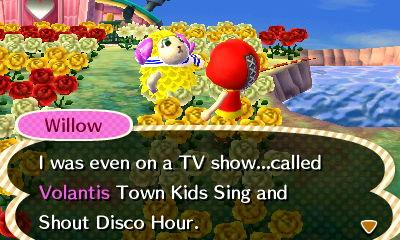 Willow
I was even on a TV show...called
Volantis Town Kids Sing and
Shout Disco Hour.